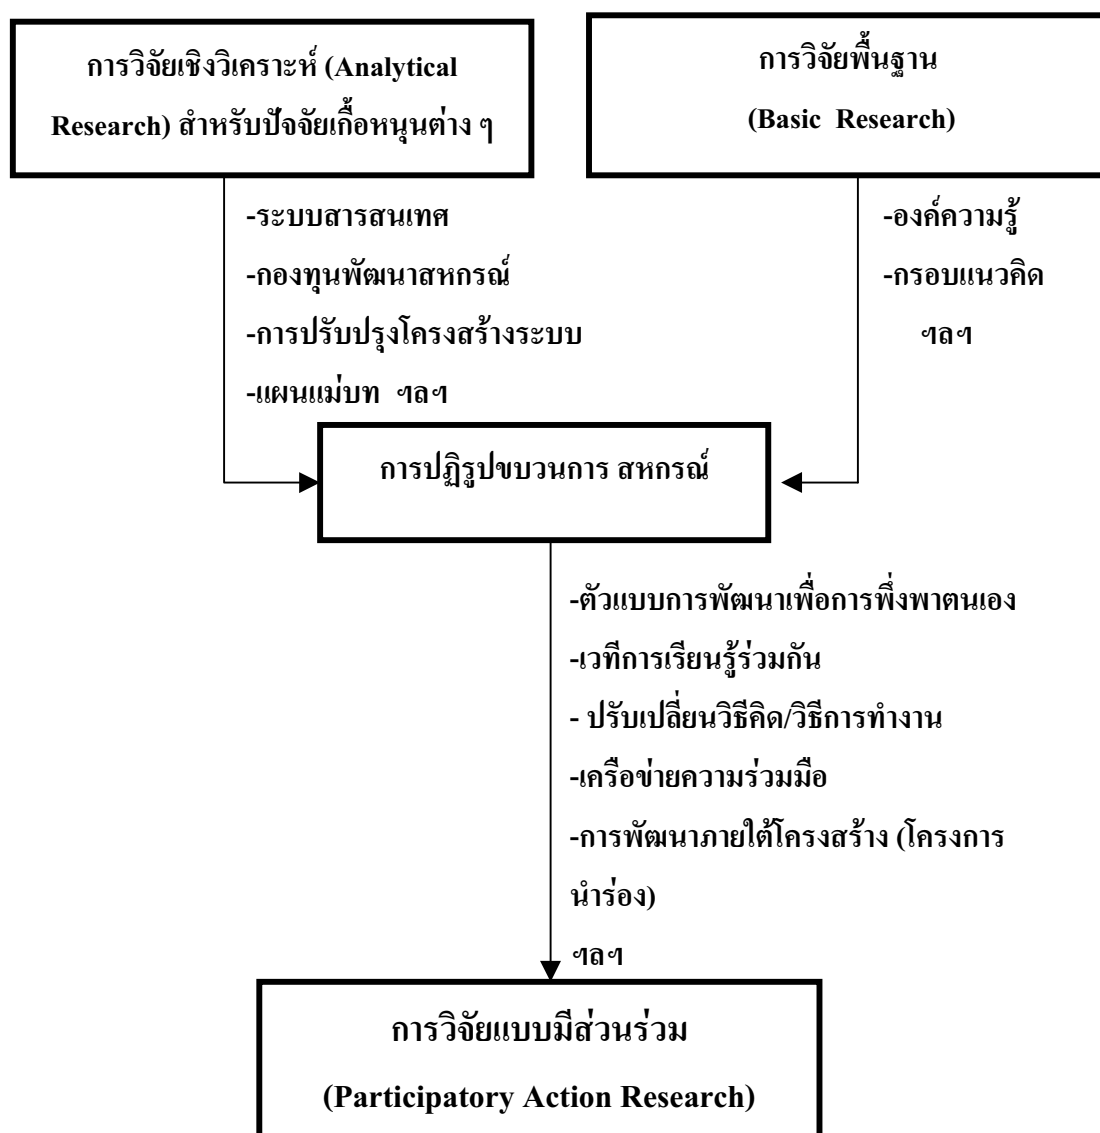 การวิจัยเชิงวิเคราะห์ (Analytical
Research) สำหรับปัจจัยเกื้อหนุนต่าง ๆ
การวิจัยพื้นฐาน
(Basic Research)
-ระบบสารสนเทศ
-กองทุนพัฒนาสหกรณ์
-การปรับปรุงโครงสร้างระบบ
-แผนแม่บท ฯลฯ
-องค์ความรู้
-กรอบแนวคิด
ฯลฯ
การปฏิรูปขบวนการ สหกรณ์
-ตัวแบบการพัฒนาเพื่อการพึ่งพาตนเอง
-เวทีการเรียนรู้ร่วมกัน
- ปรับเปลี่ยนวิธีคิด/วิธีการทำงาน
-เครือข่ายความร่วมมือ
-การพัฒนาภายใต้โครงสร้าง (โครงการ
นำร่อง)
ฯลฯ
การวิจัยแบบมีส่วนร่วม
(Participatory Action Research)